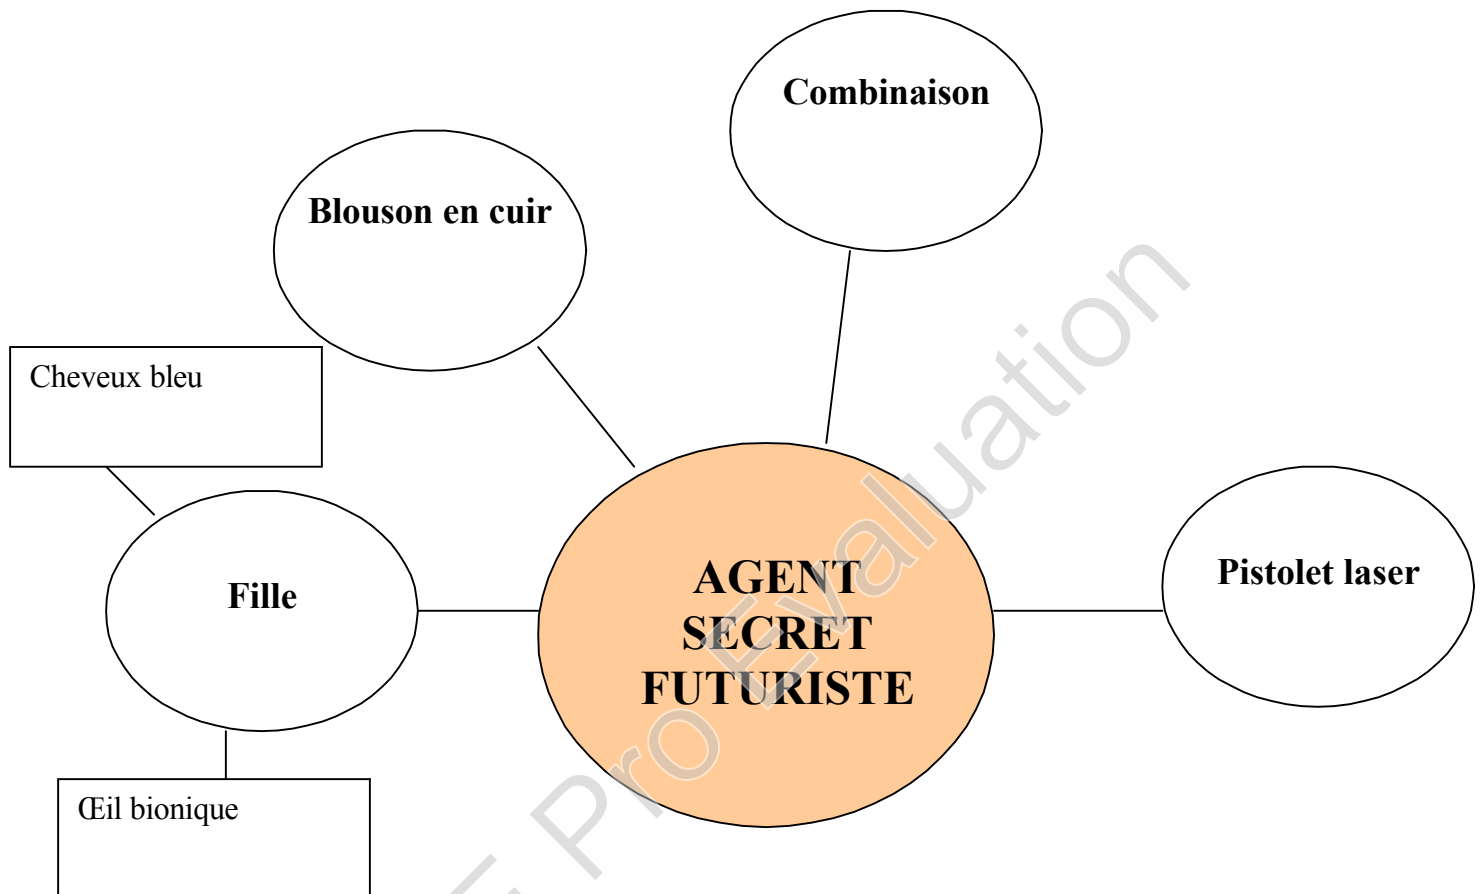 Combinaison
Blouson en cuir
Cheveux bleu
Fille
AGENT
SECRET
FUTURISTE
Pistolet laser
Œil bionique
Pro Evaluation